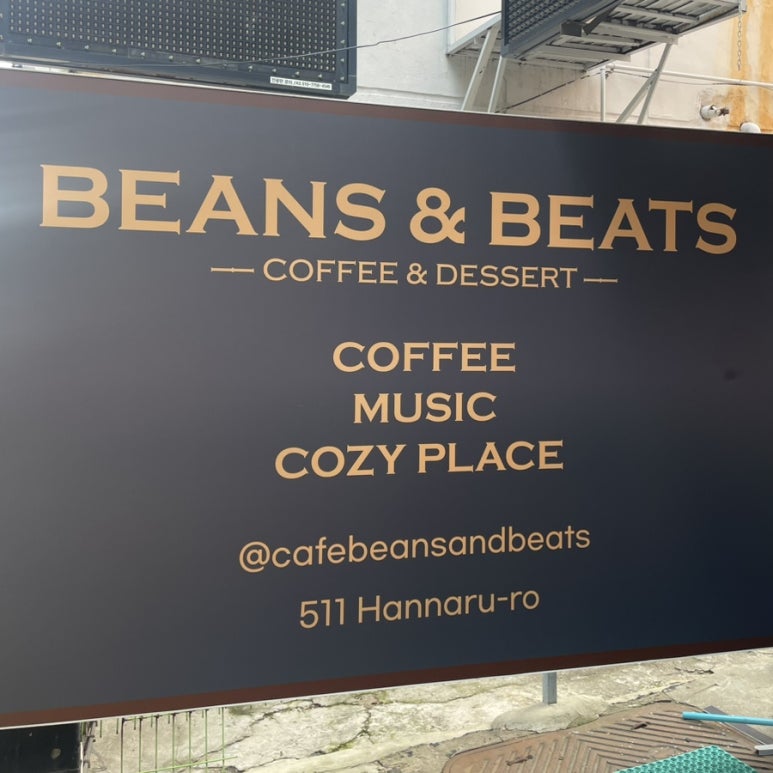 BEANS & BEATS
COFFEE & DESSERT
COFFEE
MUSIC
COZY PLACE
@cafebeansandbeats
511 Hannaru-ro